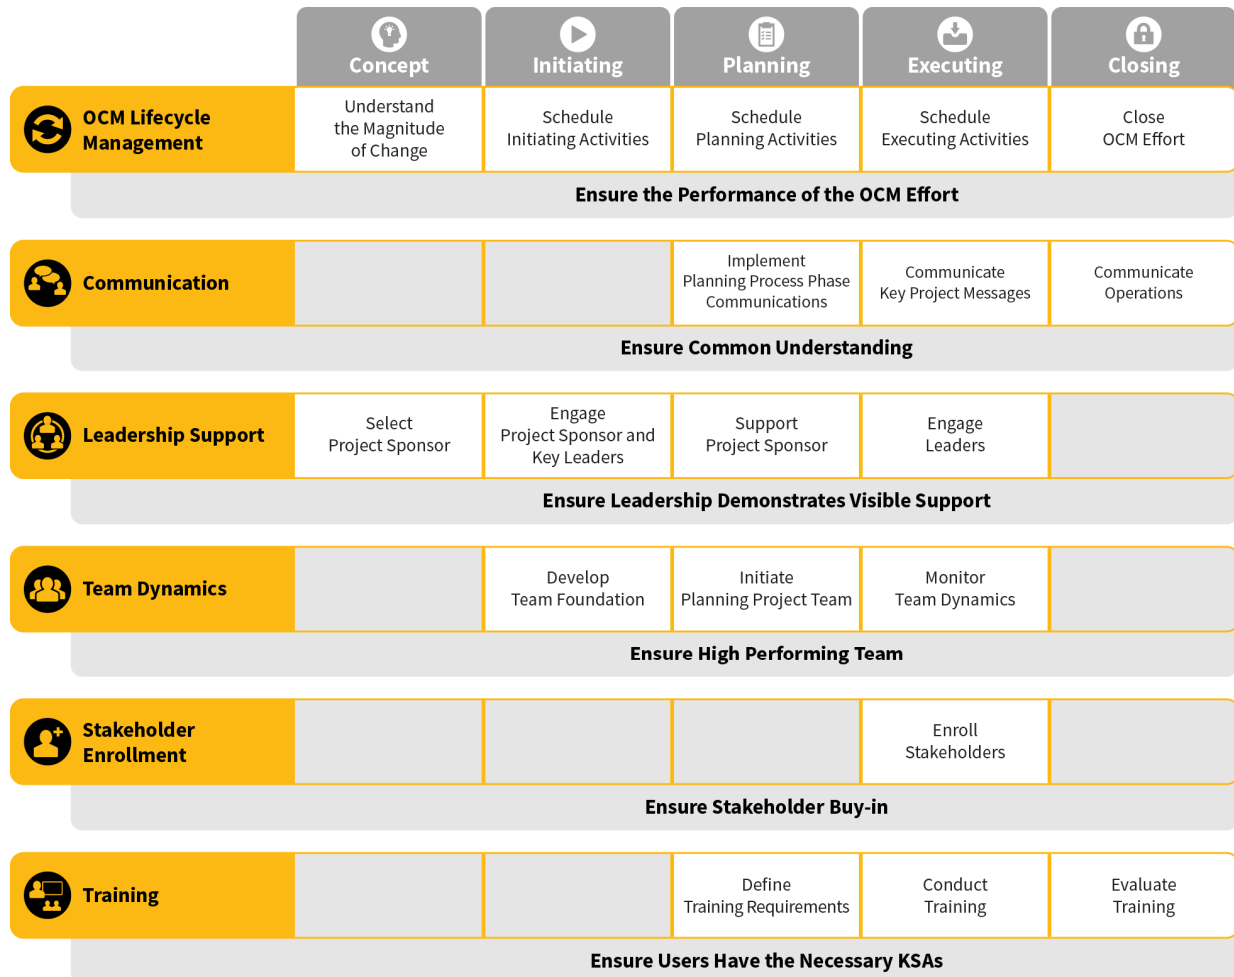 Concept
Initiating
Planning
Executing
Closing
OCM Lifecycle
Management
Understand
the Magnitude
of Change
Schedule
Initiating Activities
Schedule
Planning Activities
Schedule
Executing Activities
Close
OCM Effort
Ensure the Performance of the OCM Effort
Communication
Implement
Planning Process Phase
Communications
Communicate
Key Project Messages
Communicate
Operations
Ensure Common Understanding
Leadership Support
Select
Project Sponsor
Engage
Project Sponsor and
Key Leaders
Support
Project Sponsor
Engage
Leaders
Ensure Leadership Demonstrates Visible Support
Team Dynamics
Develop
Team Foundation
Initiate
Planning Project Team
Monitor
Team Dynamics
Ensure High Performing Team
Stakeholder
Enrollment
Enroll
Stakeholders
Ensure Stakeholder Buy-in
Training
Define
Training Requirements
Conduct
Training
Evaluate
Training
Ensure Users Have the Necessary KSAs